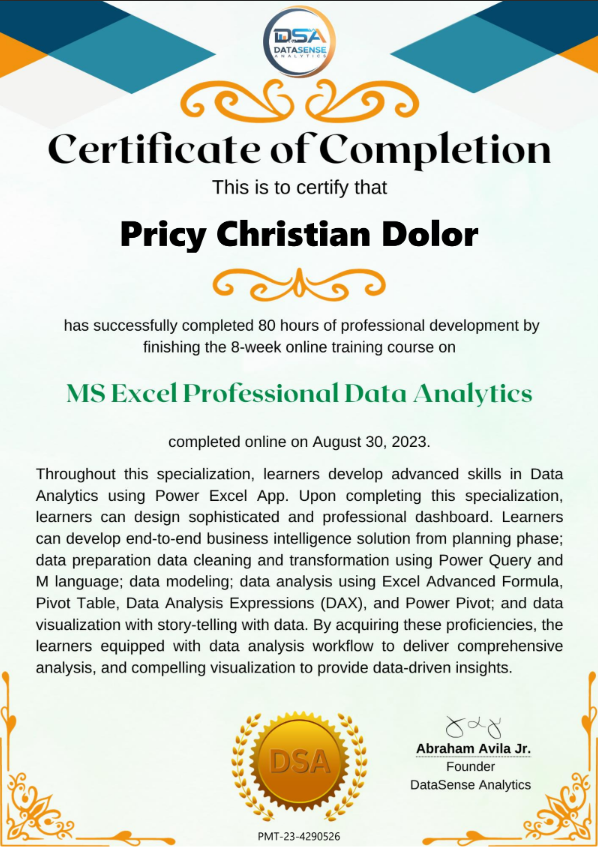 DSA
DATASENSE
ANALYTICS
Certificate of Completion
This is to certify that
Pricy Christian Dolor
has successfully completed 80 hours of professional development by
finishing the 8-week online training course on
MS Excel Professional Data Analytics
completed online on August 30, 2023.
Throughout this specialization, learners develop advanced skills in Data
Analytics using Power Excel App. Upon completing this specialization,
learners can design sophisticated and professional dashboard. Learners
can develop end-to-end business intelligence solution from planning phase;
data preparation data cleaning and transformation using Power Query and
M language; data modeling; data analysis using Excel Advanced Formula,
Pivot Table, Data Analysis Expressions (DAX), and Power Pivot; and data
visualization with story-telling with data. By acquiring these proficiencies, the
learners equipped with data analysis workflow to deliver comprehensive
analysis, and compelling visualization to provide data-driven insights.
DSA
Abraham Avila Jr.
Founder
DataSense Analytics
PMT-23-4290526